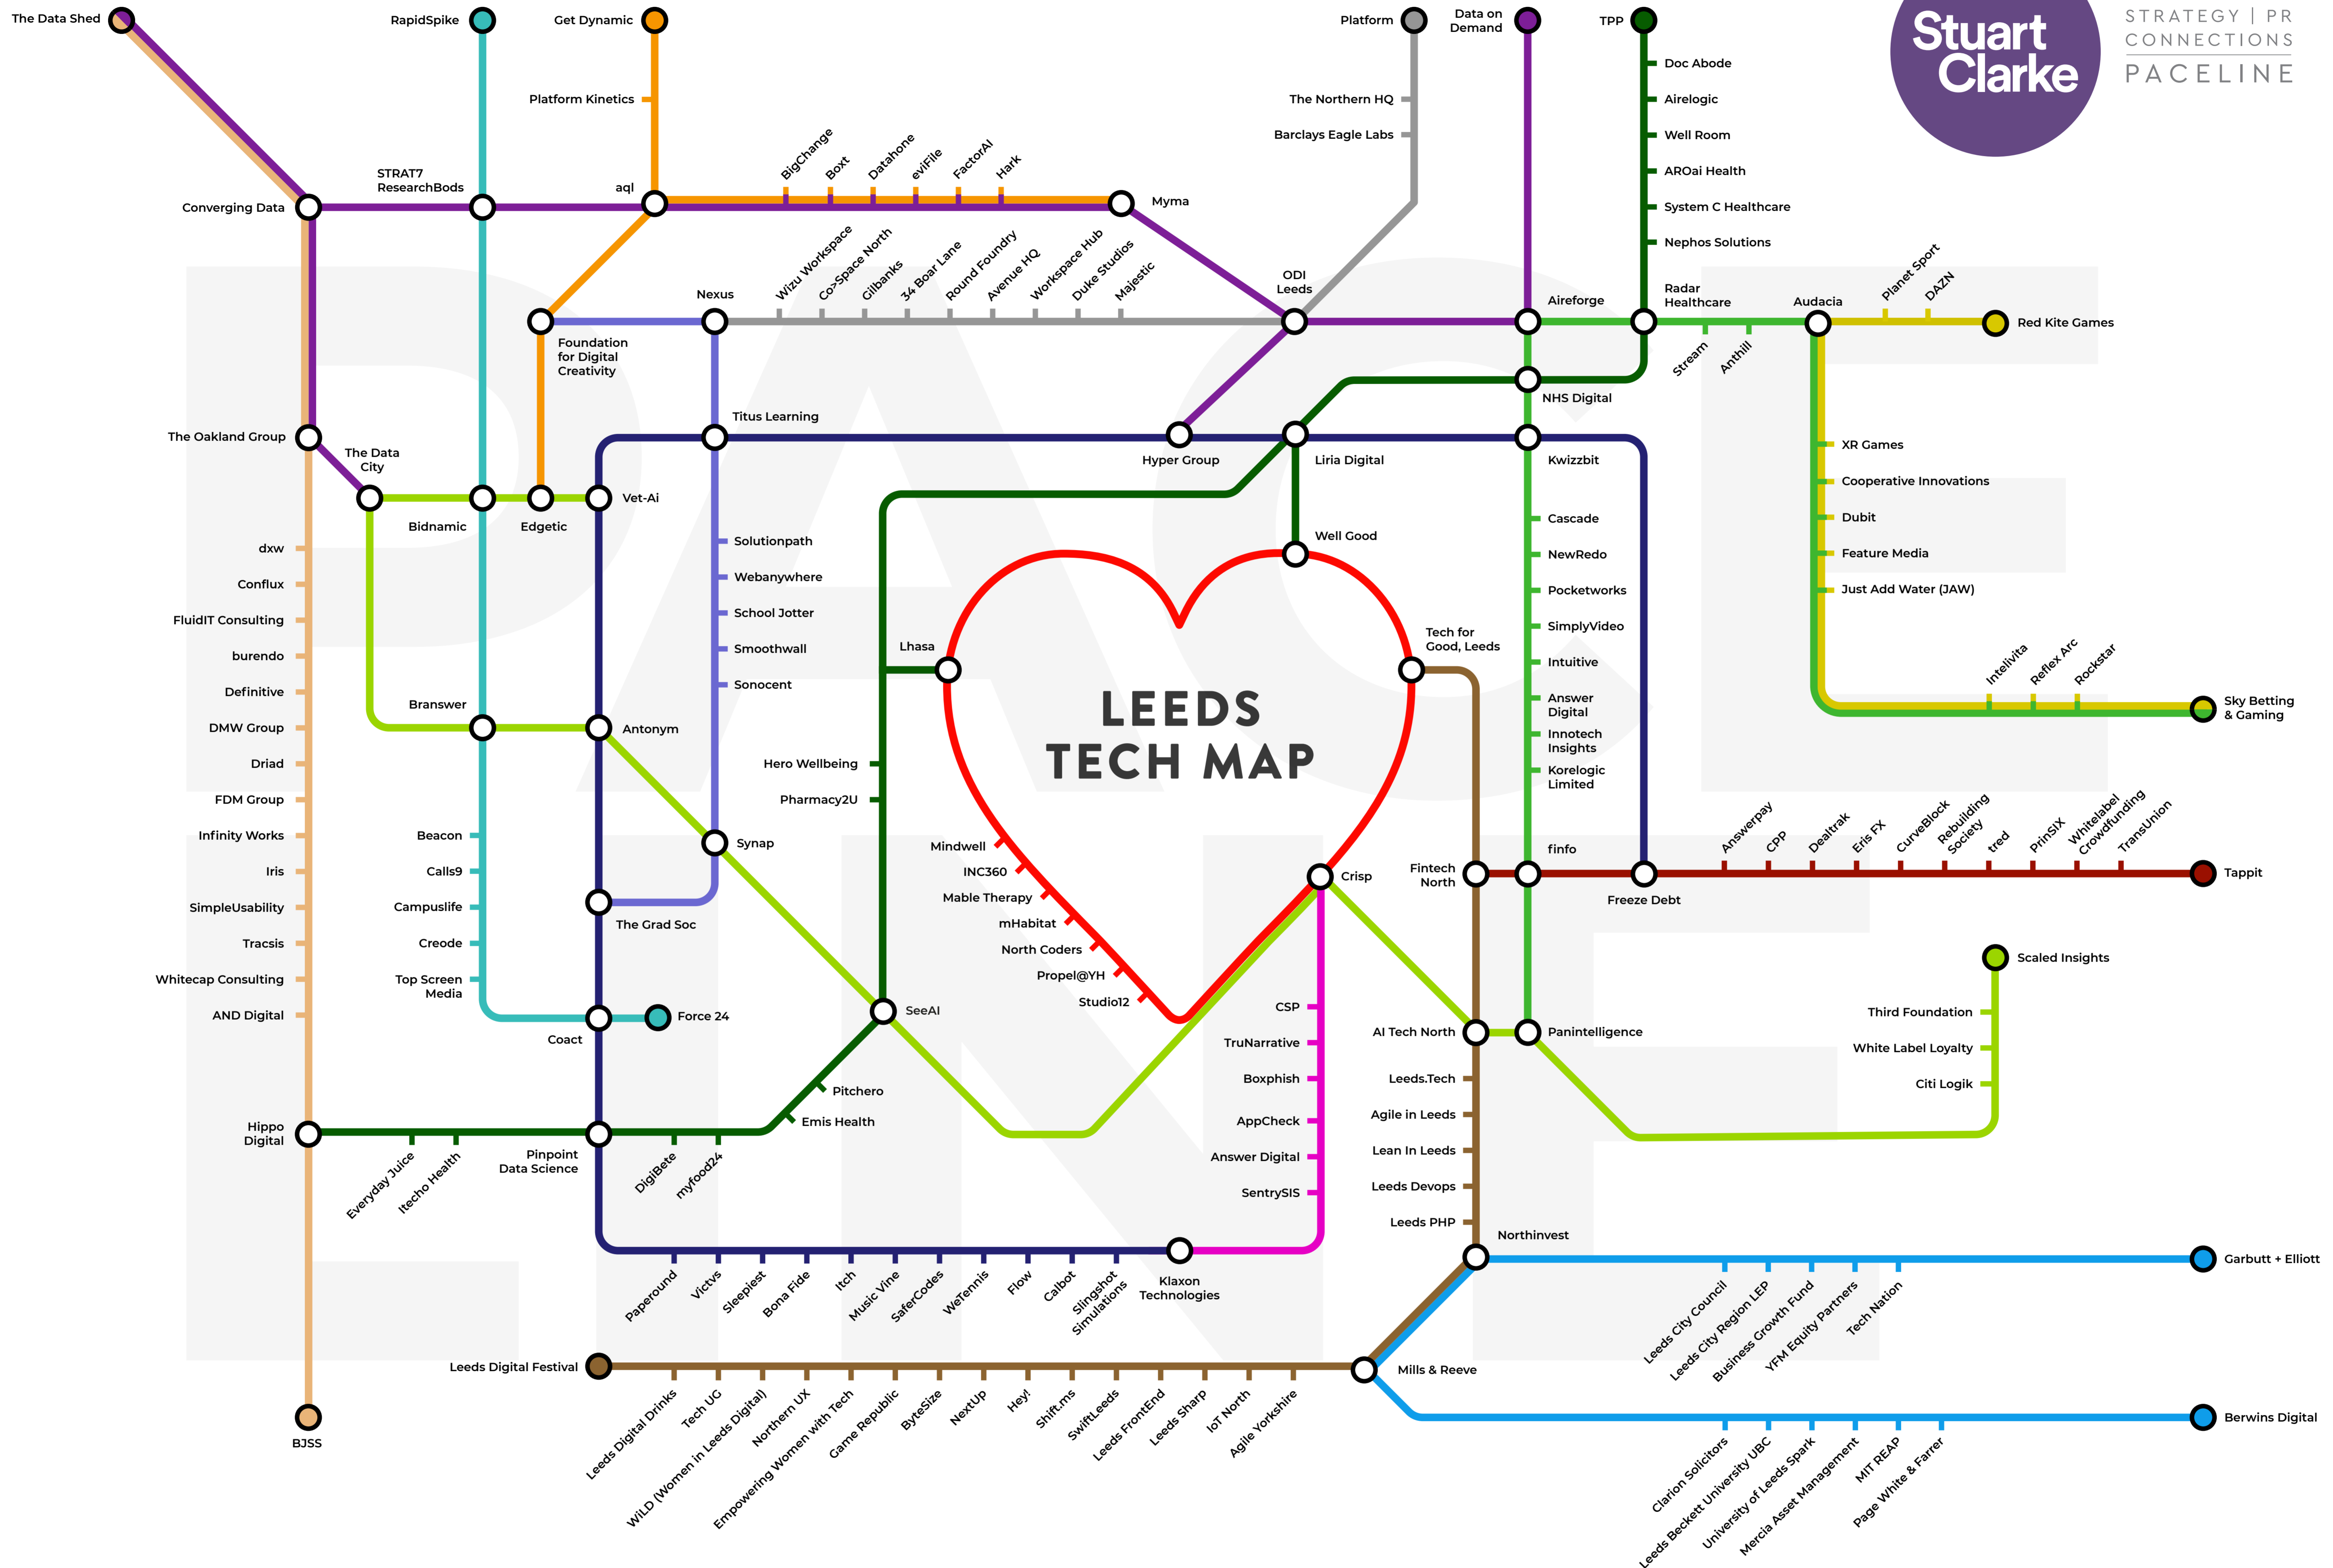 The Data Shed
RapidSpike
Get Dynamic
Platform
Data on
Demand
TPP
Stuart
Clarke
STRATEGY | PR
CONNECTIONS
PACELINE
Doc Abode
Platform Kinetics
The Northern HQ
Airelogic
Barclays Eagle Labs
Well Room
AROai Health
System C Healthcare
Nephos Solutions
STRAT7
ResearchBods
aql
BigChange
Boxt
Datahone
eviFile
FactorAI
Hark
Myma
Converging Data
Wizu Workspace
Co>Space North
Gilbanks
34 Boar Lane
Round Foundry
Avenue HQ
Workspace Hub
Duke Studios
Majestic
ODI
Leeds
Nexus
Foundation
for Digital
Creativity
Aireforge
Radar
Healthcare
Stream
Anthill
Audacia
Planet Sport
DAZN
Red Kite Games
NHS Digital
The Oakland Group
The Data
City
Titus Learning
Hyper Group
Liria Digital
Kwizzbit
XR Games
Cooperative Innovations
Dubit
Feature Media
Just Add Water (JAW)
Bidnamic
Edgetic
Vet-Ai
Well Good
Cascade
NewRedo
Pocketworks
SimplyVideo
Intuitive
Answer
Digital
Innotech
Insights
Korelogic
Limited
dxw
Conflux
FluidIT Consulting
burendo
Definitive
DMW Group
Driad
FDM Group
Infinity Works
Iris
SimpleUsability
Tracsis
Whitecap Consulting
AND Digital
Solutionpath
Webanywhere
School Jotter
Smoothwall
Sonocent
Lhasa
Tech for
Good, Leeds
LEEDS
TECH MAP
Intelivita
Reflex Arc
Rockstar
Sky Betting
& Gaming
Branswer
Antonym
Hero Wellbeing
Pharmacy2U
Beacon
Calls9
Campuslife
Creode
Top Screen
Media
Synap
The Grad Soc
Mindwell
INC360
Mable Therapy
mHabitat
North Coders
Propel@YH
Studio12
Crisp
Fintech
North
finfo
Freeze Debt
Answerpay
CPP
Dealtrak
Eris FX
CurveBlock
Rebuilding
Society
tred
PrinSIX
Whitelabel
Crowdfunding
TransUnion
Tappit
Coact
Force 24
SeeAI
CSP
TruNarrative
Boxphish
AppCheck
Answer Digital
SentrySIS
AI Tech North
Panintelligence
Scaled Insights
Third Foundation
White Label Loyalty
Citi Logik
Leeds.Tech
Agile in Leeds
Lean In Leeds
Leeds Devops
Leeds PHP
Pitchero
Emis Health
Hippo
Digital
Everyday Juice
Itecho Health
Pinpoint
Data Science
DigiBete
myfood24
Paperound
Victvs
Sleepiest
Bona Fide
Itch
Music Vine
SaferCodes
WeTennis
Flow
Calbot
Slingshot
Simulations
Klaxon
Technologies
Northinvest
Garbutt + Elliott
Leeds City Council
Leeds City Region LEP
Business Growth Fund
YFM Equity Partners
Tech Nation
Leeds Digital Festival
Mills & Reeve
Leeds Digital Drinks
Tech UG
WiLD (Women in Leeds Digital)
Northern UX
Empowering Women with Tech
Game Republic
ByteSize
NextUp
Hey!
Shift.ms
SwiftLeeds
Leeds FrontEnd
Leeds Sharp
IoT North
Agile Yorkshire
BJSS
Berwins Digital
Clarion Solicitors
Leeds Beckett University UBC
University of Leeds Spark
Mercia Asset Management
MIT REAP
Page White & Farrer
PACE
LINE